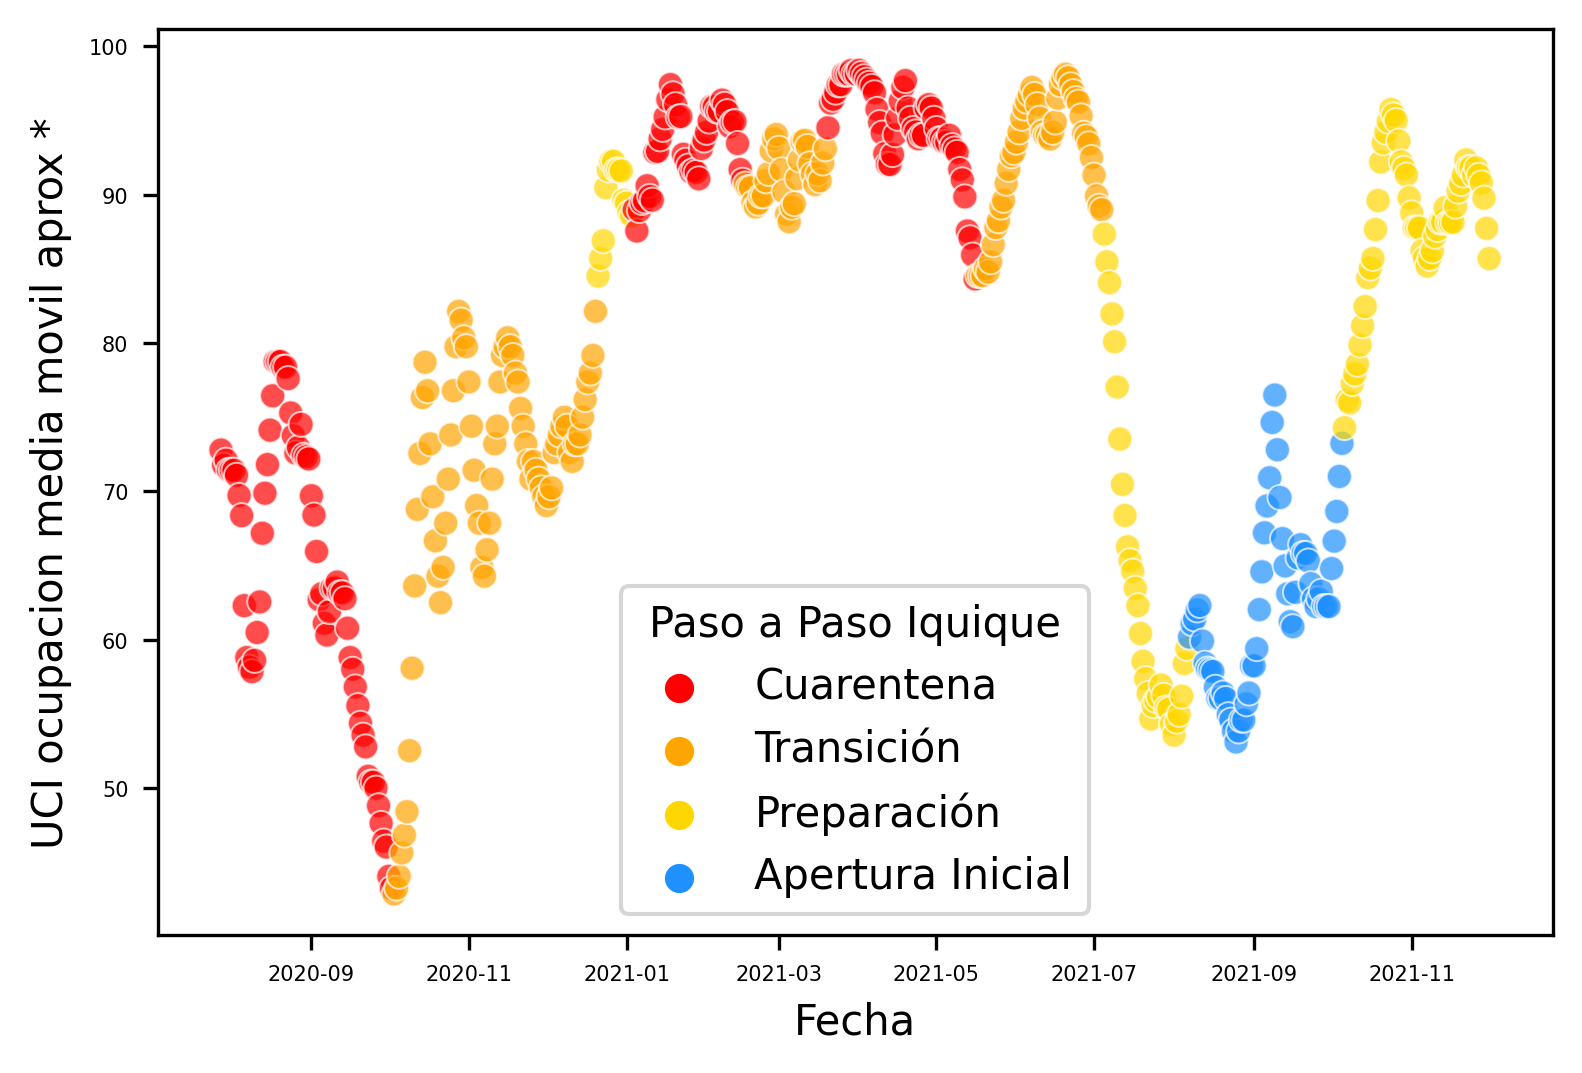 UCI ocupacion media movil aprox *
100
90
80
70
60
50
Paso a Paso Iquique
Cuarentena
Transición
Preparación
Apertura Inicial
2020-09
2020-11
2021-01
2021-03
2021-05
2021-07
2021-09
2021-11
Fecha